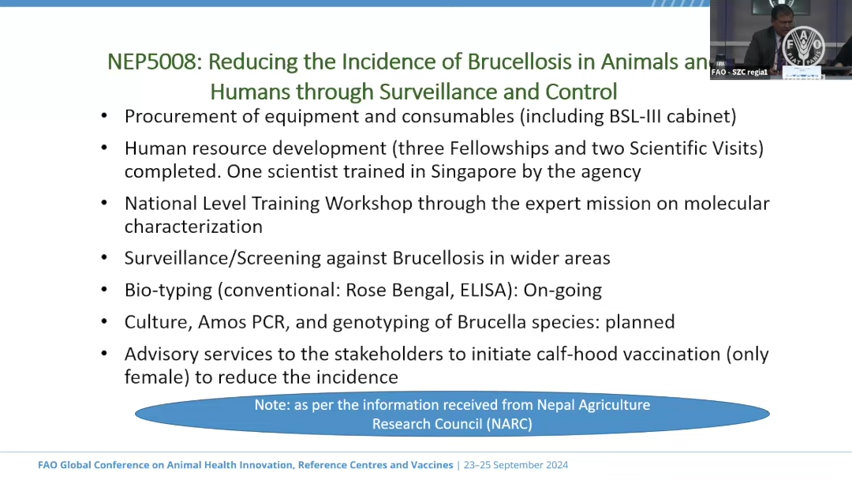 NEP5008: Reducing the Incidence of Brucellosis in Animals an
Humans through Surveillance and Control
• Procurement of equipment and consumables (including BSL-III cabinet)
• Human resource development (three Fellowships and two Scientific Visits)
completed. One scientist trained in Singapore by the agency
• National Level Training Workshop through the expert mission on molecular
characterization
• Surveillance/Screening against Brucellosis in wider areas
• Bio-typing (conventional: Rose Bengal, ELISA): On-going
• Culture, Amos PCR, and genotyping of Brucella species: planned
• Advisory services to the stakeholders to initiate calf-hood vaccination (only
female) to reduce the incidence
Note: as per the information received from Nepal Agriculture
Research Council (NARC)
FAO Global Conference on Animal Health Innovation, Reference Centres and Vaccines | 23–25 September 2024
FAO - SZC regia1
FAO
FIAT PANIS